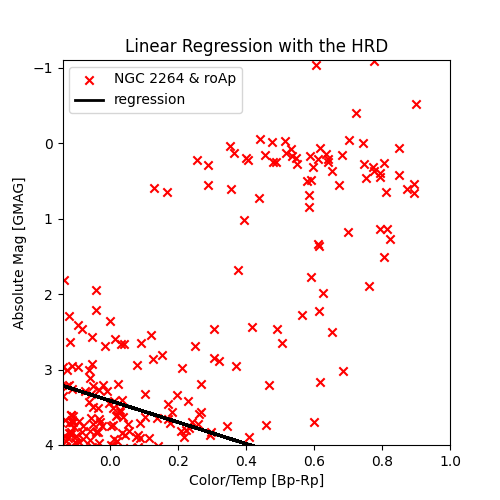 Linear Regression with the HRD
NGC 2264 & roAp
regression
Absolute Mag [GMAG]
−1
0
1
2
3
4
0.0 0.2 0.4 0.6 0.8 1.0
Color/Temp [Bp-Rp]